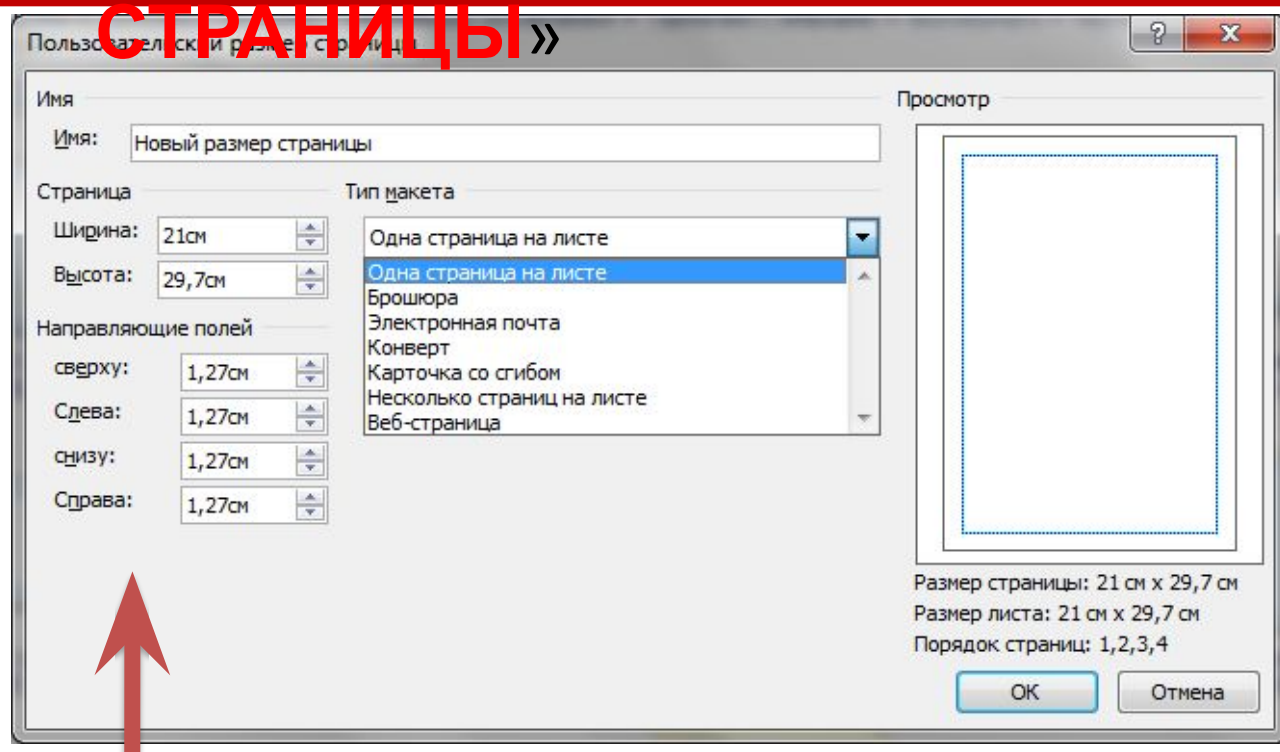 СТРАНИЦЫ»
Пользовательский размер страницы
? X
Имя
Имя: Новый размер страницы
Страница
Ширина: 21см
Высота: 29,7см
Направляющие полей
сверху: 1,27см
Слева: 1,27см
снизу: 1,27см
Справа: 1,27см
Тип макета
Одна страница на листе
Одна страница на листе
Брошюра
Электронная почта
Конверт
Карточка со сгибом
Несколько страниц на листе
Веб-страница
Просмотр
Размер страницы: 21 см x 29,7 см
Размер листа: 21 см x 29,7 см
Порядок страниц: 1,2,3,4
ОК Отмена